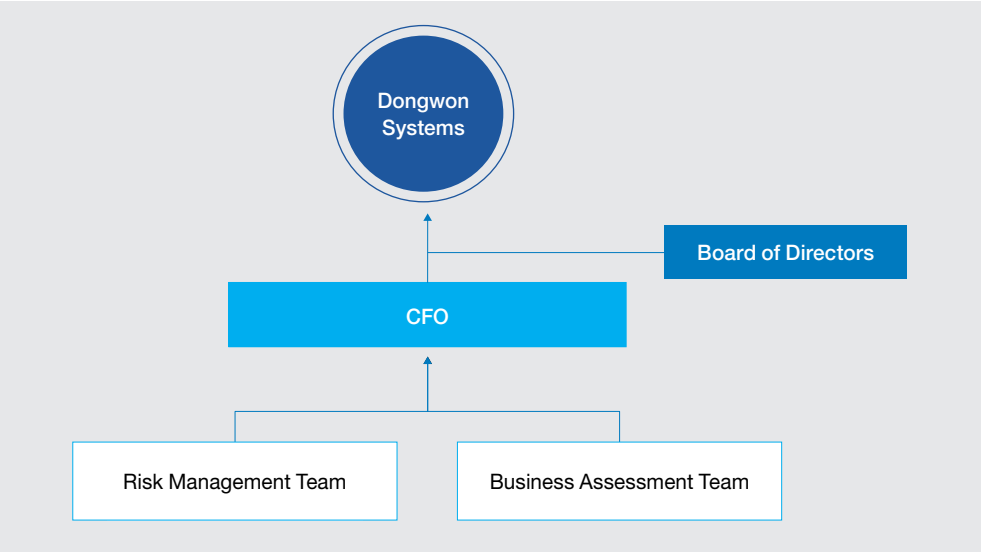 Dongwon
Systems
Board of Directors
CFO
Risk Management Team
Business Assessment Team